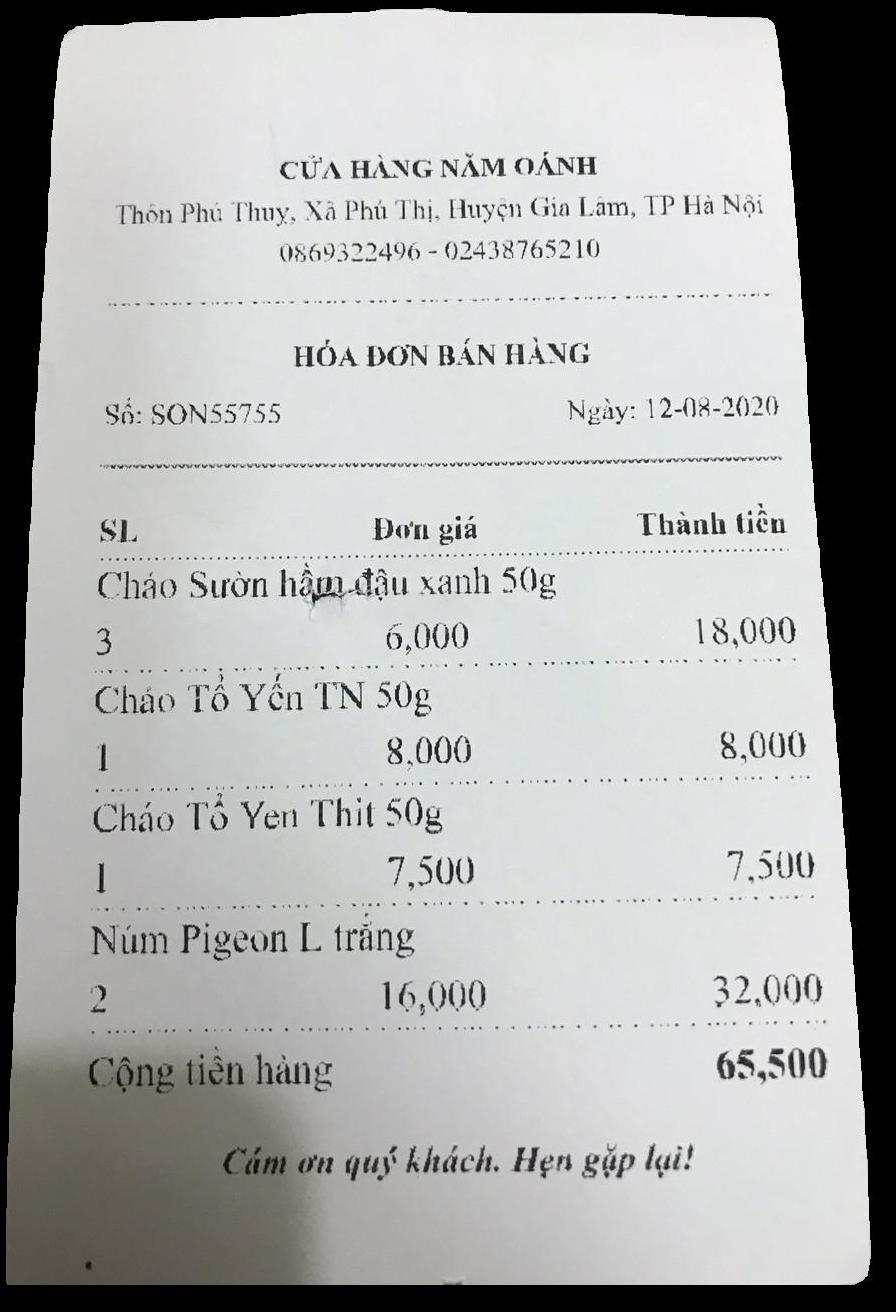 CỬA HÀNG NĂM OÁNH
Thôn Phú Thuỵ, Xã Phú Thị, Huyện Gia Lâm, TP Hà Nội
0869322496 - 02438765210
HÓA ĐƠN BÁN HÀNG
Số: SON55755 Ngày: 12-08-2020
SL Đơn giá Thành tiền
Cháo Sườn hầm đậu xanh 50g
3 6,000 18,000
Cháo Tổ Yến TN 50g
1 8,000 8,000
Cháo Tổ Yen Thit 50g
1 7,500 7,500
Núm Pigeon L trắng
2 16,000 32,000
Cộng tiền hàng 65,500
Cám ơn quý khách. Hẹn gặp lại!